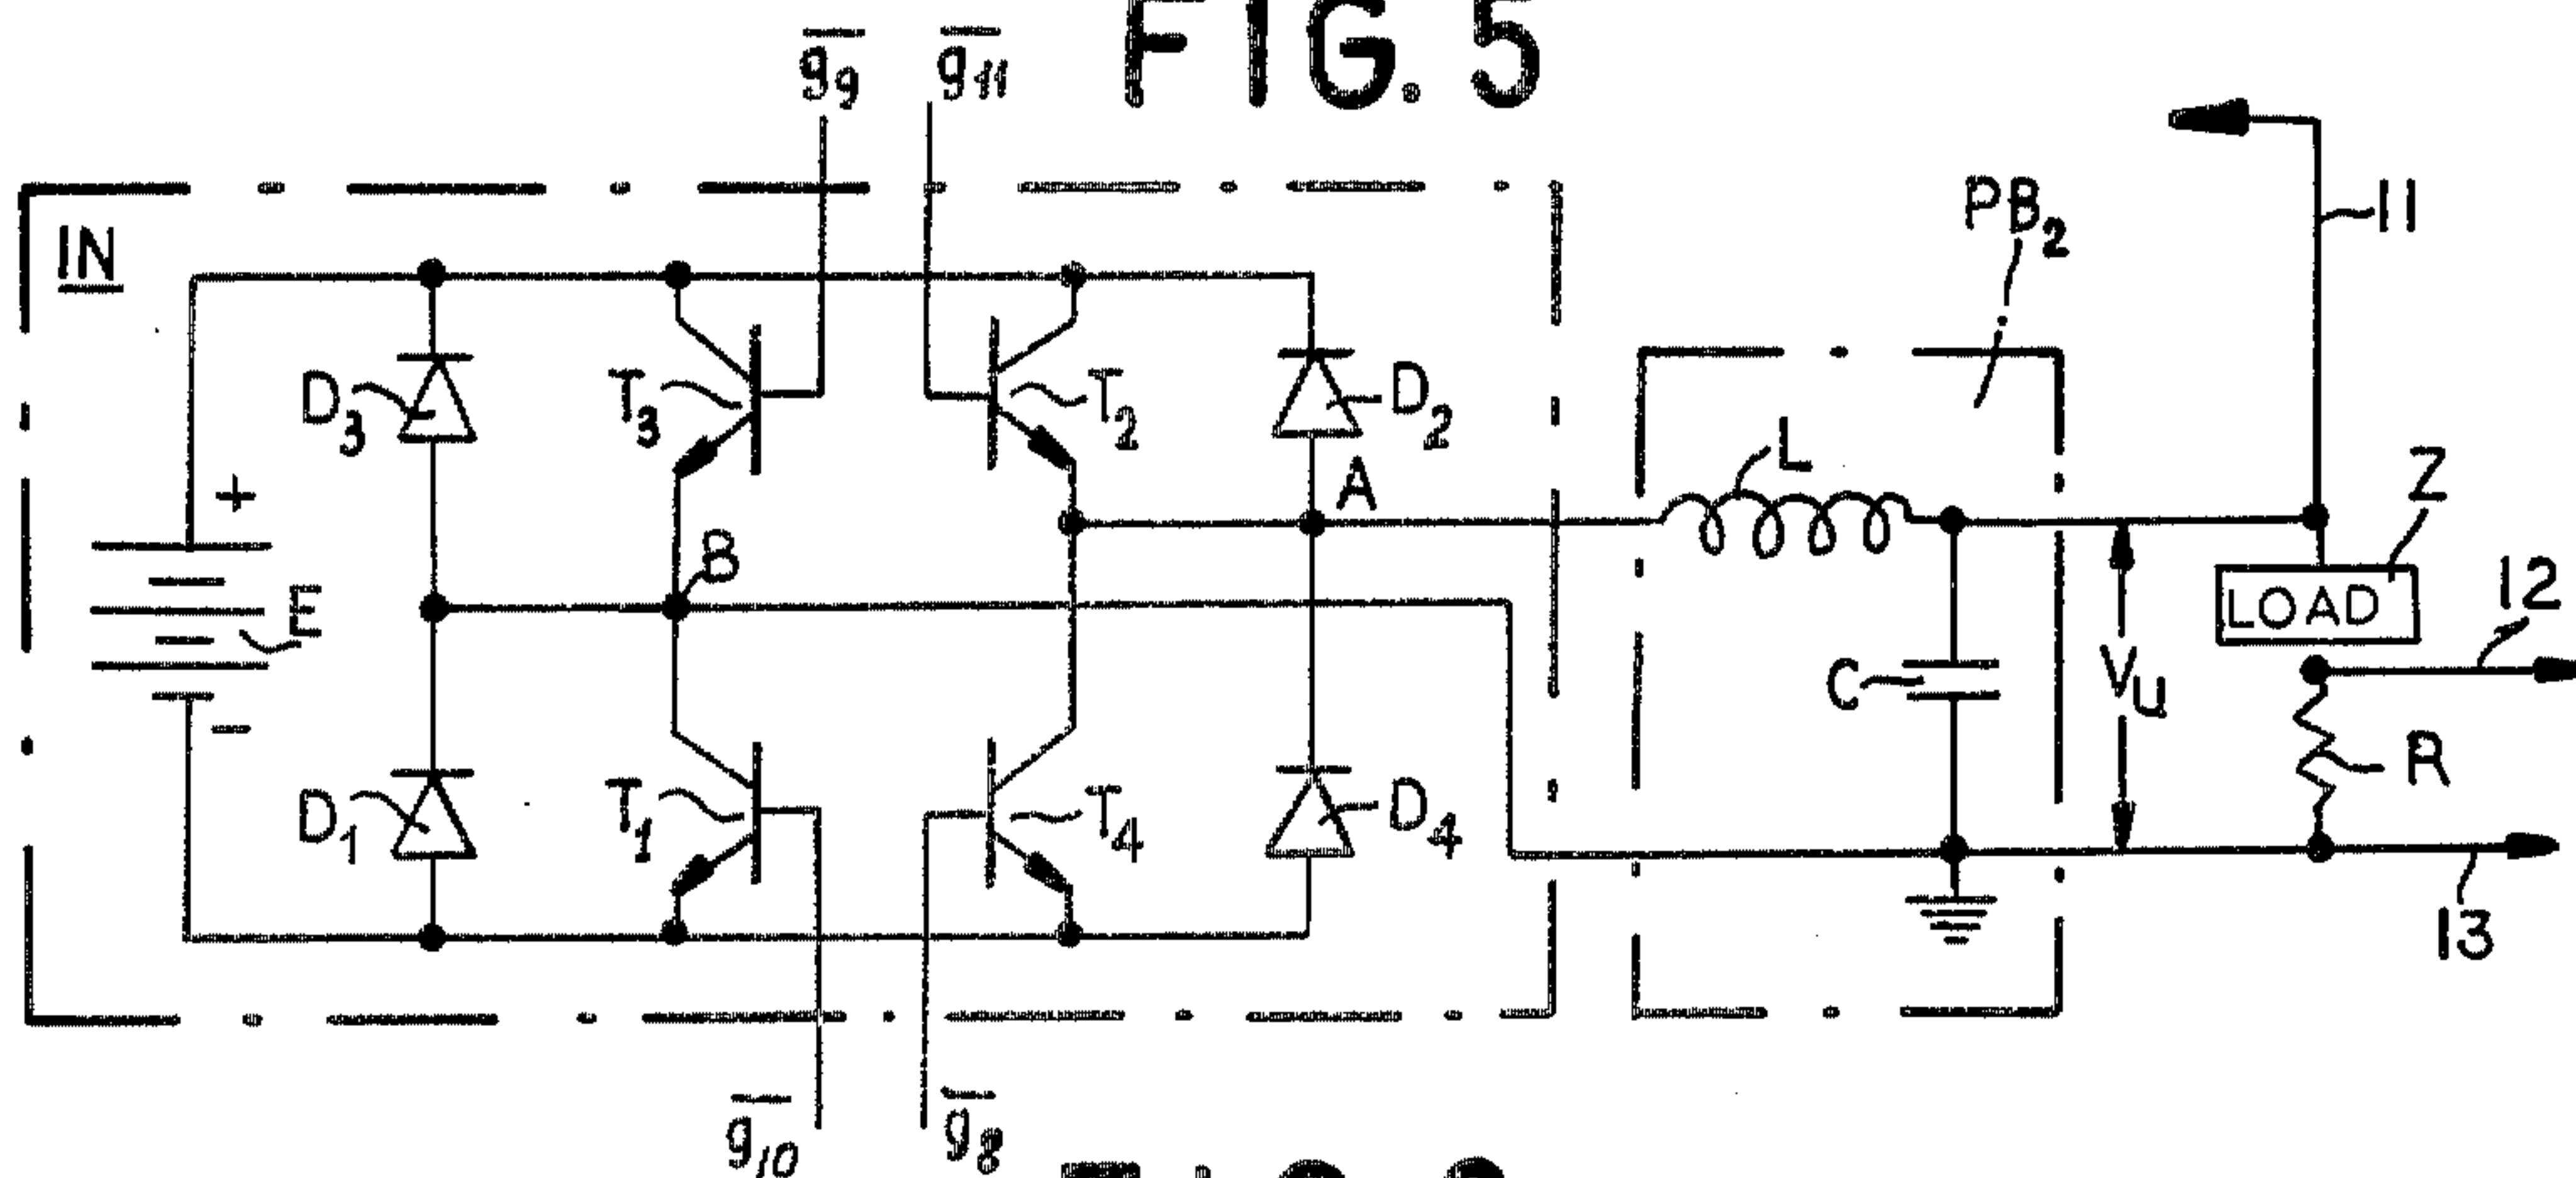 FIG. 5
g̅₉ g̅₁₁
IN
PB₂
11
D₃
T₃
T₂
D₂
A
L
Z
+
B
E
LOAD
12
C
Vᵤ
−
D₁
T₁
T₄
D₄
R
13
g̅₁₀ g̅₈